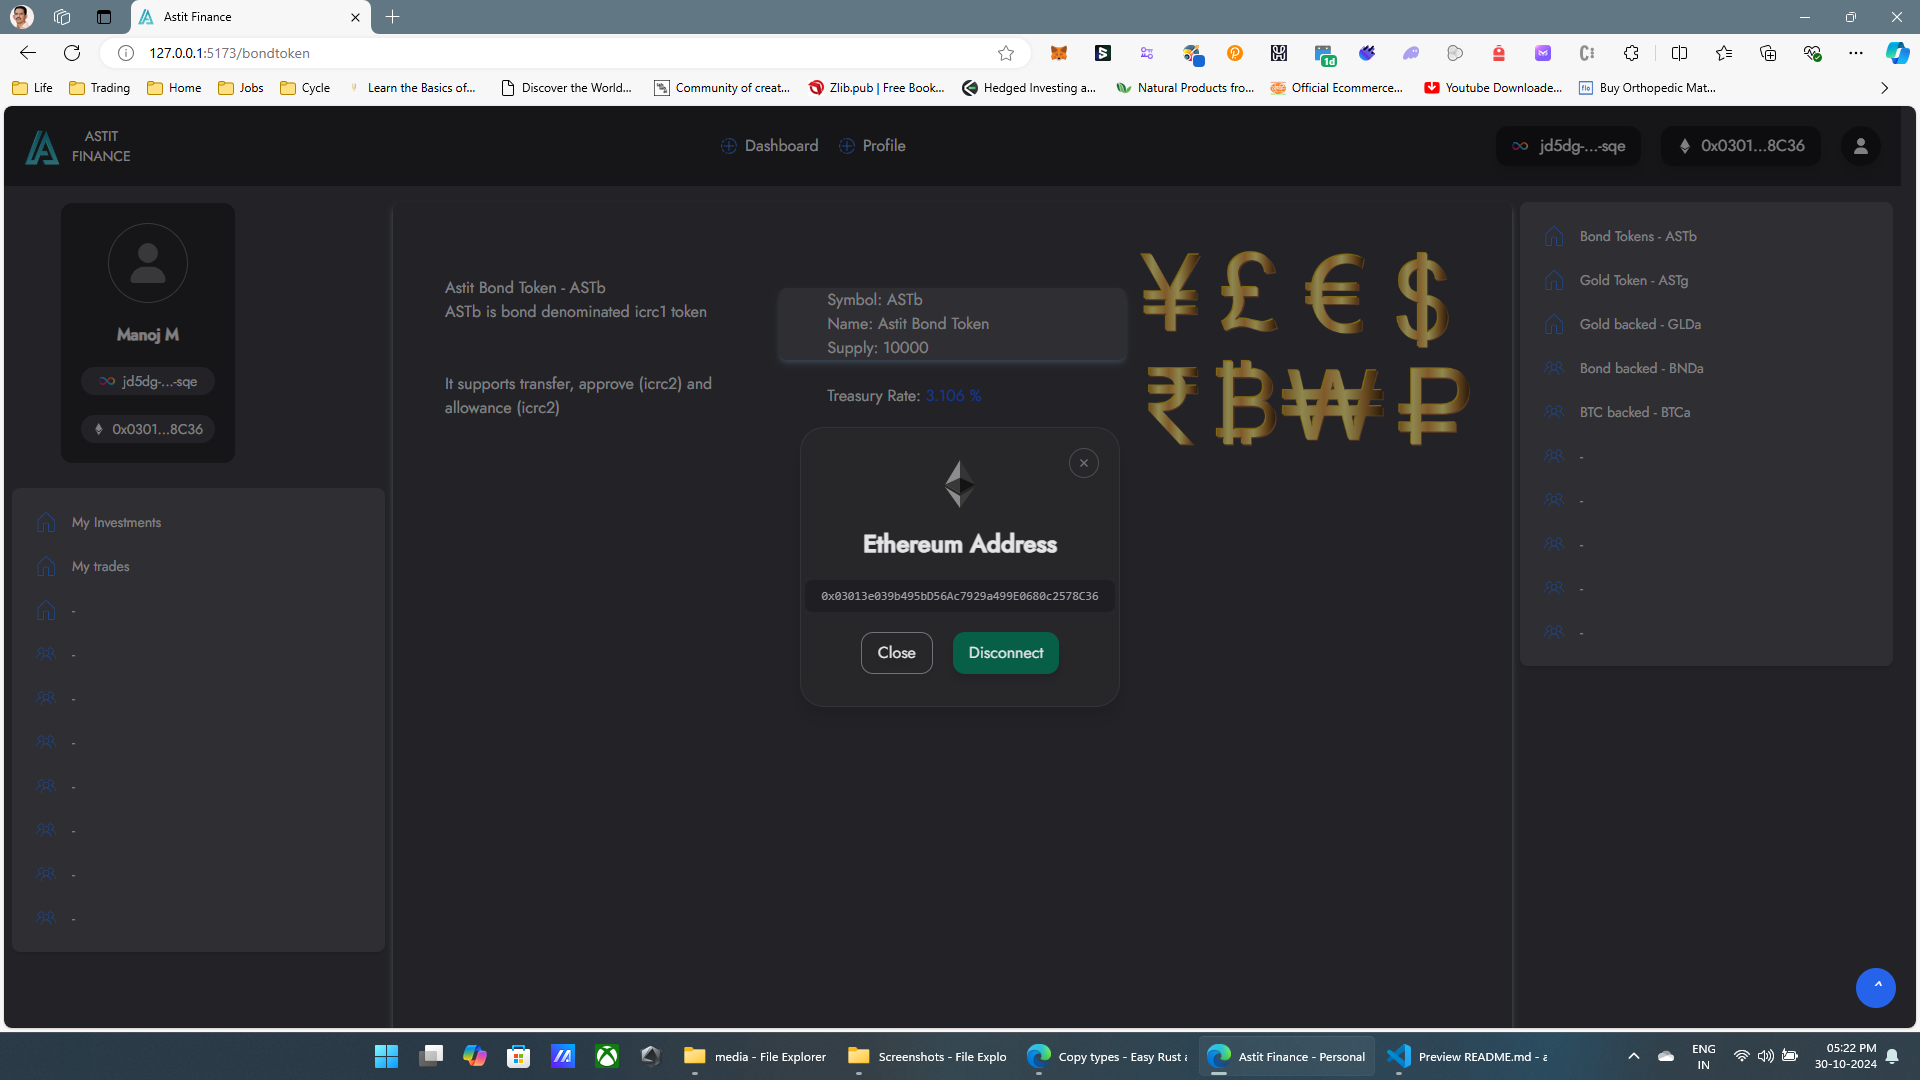 Astit Finance
127.0.0.1:5173/bondtoken
1d
Life
Trading
Home
Jobs
Cycle
Learn the Basics of...
Discover the World...
Community of creat...
Zlib.pub | Free Book...
Hedged Investing a...
Natural Products fro...
Official Ecommerce...
Youtube Downloade...
Buy Orthopedic Mat...
ASTIT
FINANCE
Dashboard
Profile
jd5dg-...-sqe
0x0301...8C36
Manoj M
jd5dg-...-sqe
0x0301...8C36
My Investments
My trades
-
-
-
-
-
-
-
-
Astit Bond Token - ASTb
ASTb is bond denominated icrc1 token
It supports transfer, approve (icrc2) and
allowance (icrc2)
Symbol: ASTb
Name: Astit Bond Token
Supply: 10000
Treasury Rate: 3.106 %
¥ £ € $
₹ ₿ ₩ ₽
Ethereum Address
0x03013e039b495bD56Ac7929a499E0680c2578C36
Close
Disconnect
Bond Tokens - ASTb
Gold Token - ASTg
Gold backed - GLDa
Bond backed - BNDa
BTC backed - BTCa
-
-
-
-
-
media - File Explorer
Screenshots - File Explo
Copy types - Easy Rust a
Astit Finance - Personal
Preview README.md - a
ENG
IN
05:22 PM
30-10-2024